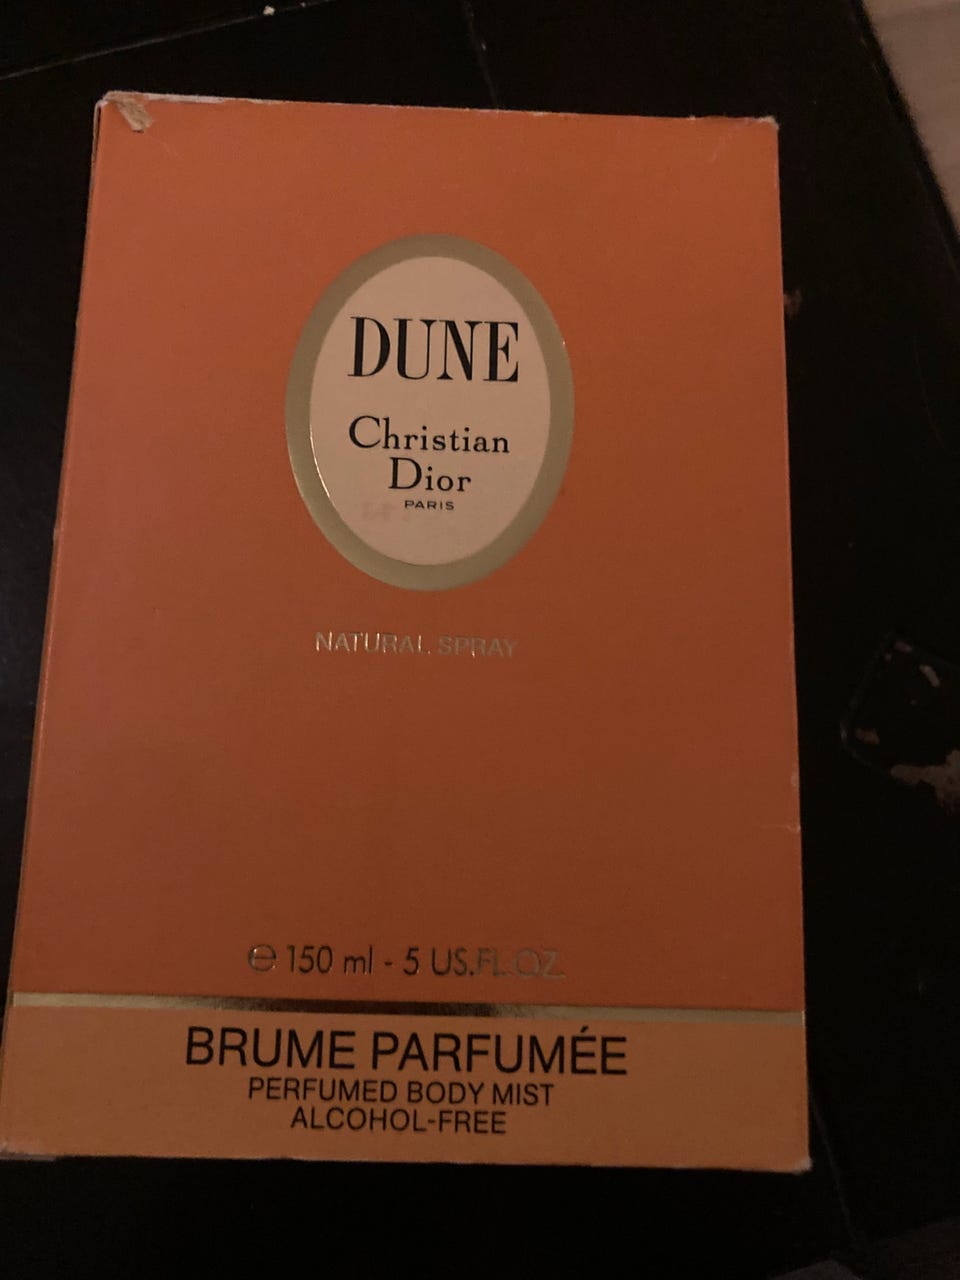 DUNE
Christian
Dior
PARIS
NATURAL SPRAY
℮ 150 ml - 5 US.FL.OZ.
BRUME PARFUMÉE
PERFUMED BODY MIST
ALCOHOL-FREE